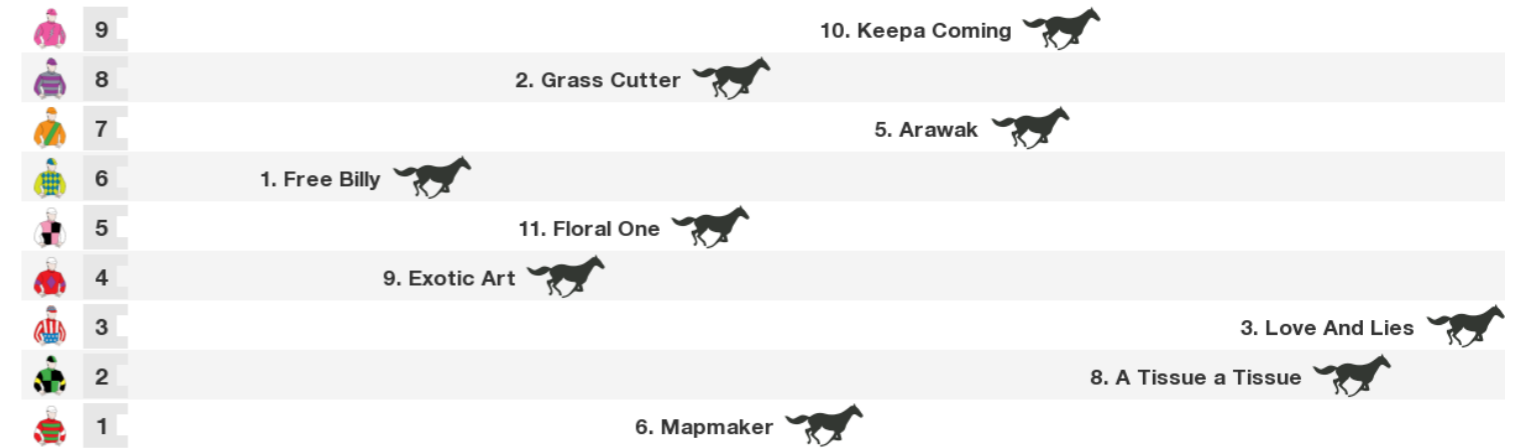 9 10. Keepa Coming
8 2. Grass Cutter
7 5. Arawak
6 1. Free Billy
5 11. Floral One
4 9. Exotic Art
3 3. Love And Lies
2 8. A Tissue a Tissue
1 6. Mapmaker